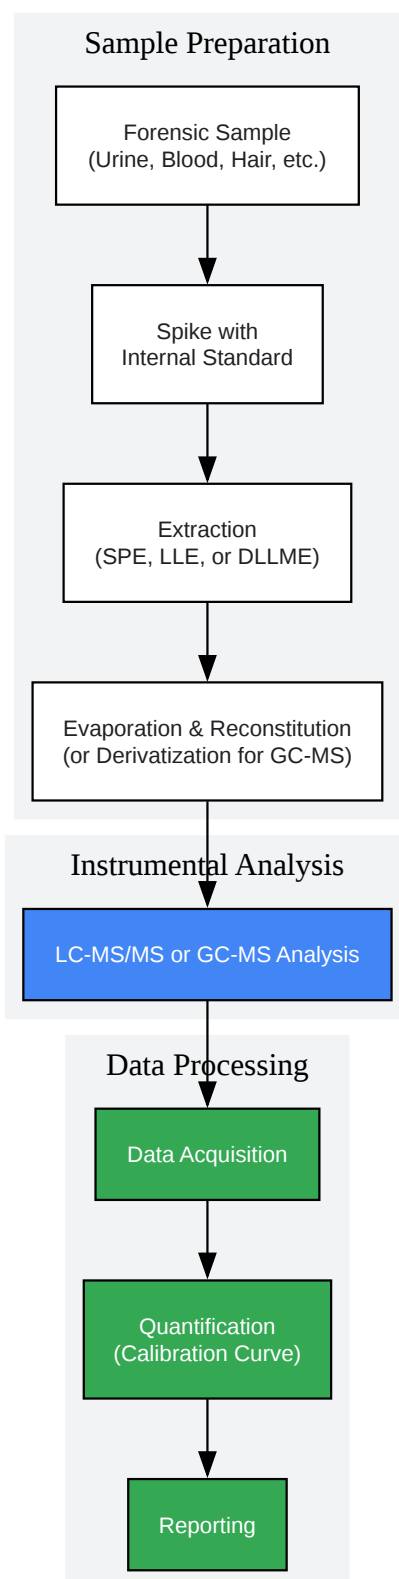 Sample Preparation
Forensic Sample
(Urine, Blood, Hair, etc.)
Spike with
Internal Standard
Extraction
(SPE, LLE, or DLLME)
Evaporation & Reconstitution
(or Derivatization for GC-MS)
Instrumental Analysis
LC-MS/MS or GC-MS Analysis
Data Processing
Data Acquisition
Quantification
(Calibration Curve)
Reporting